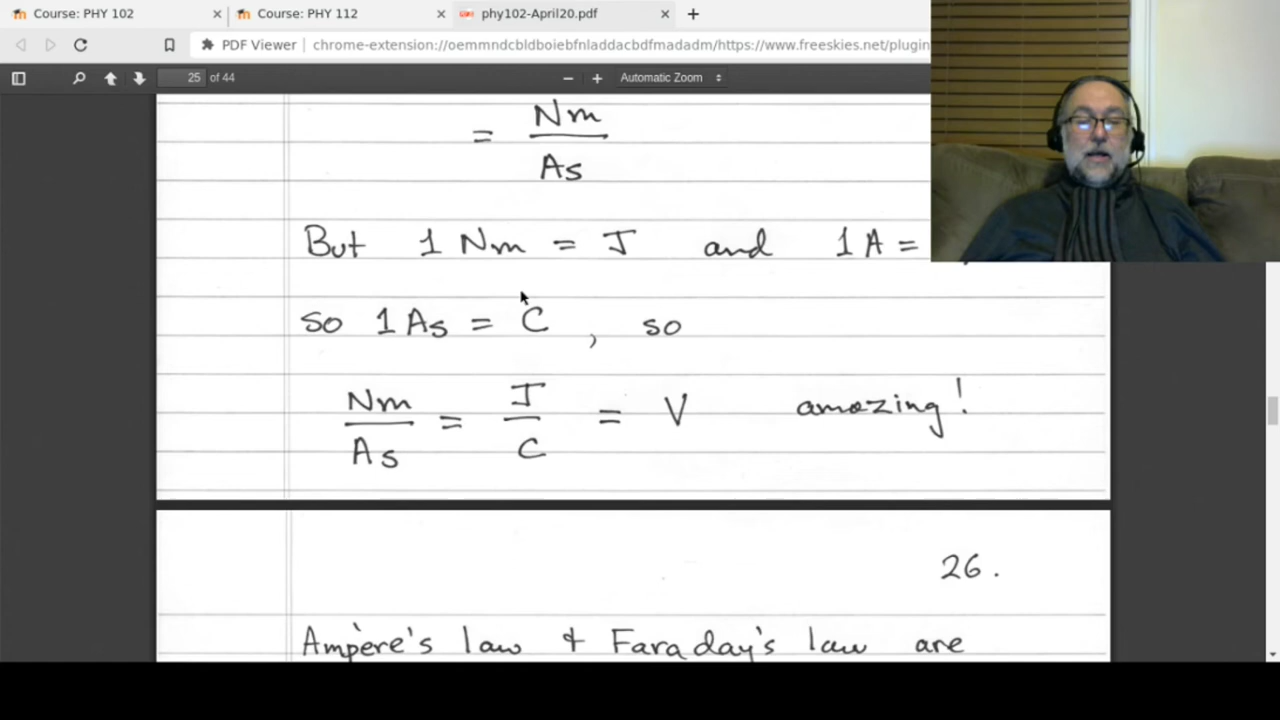 Course: PHY 102
Course: PHY 112
phy102-April20.pdf
PDF Viewer chrome-extension://oemmndcbldboiebfnladdacbdfmadadm/https://www.freeskies.net/plugin
25 of 44
Automatic Zoom
= Nm
As
But 1 Nm = J and 1 A =
so 1 As = C , so
Nm = J = V amazing!
As C
26.
Ampère's law + Faraday's law are